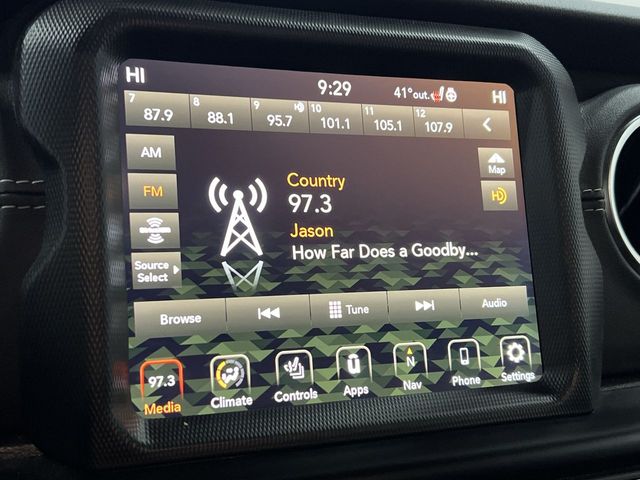 HI 9:29 41°out. HI
7 8 9 HD 10 11 12
87.9 88.1 95.7 101.1 105.1 107.9
AM
Map
FM
HD
Country
97.3
Jason
How Far Does a Goodby...
Source
Select
Browse Tune Audio
97.3 N
Media Climate Controls Apps Nav Phone Settings